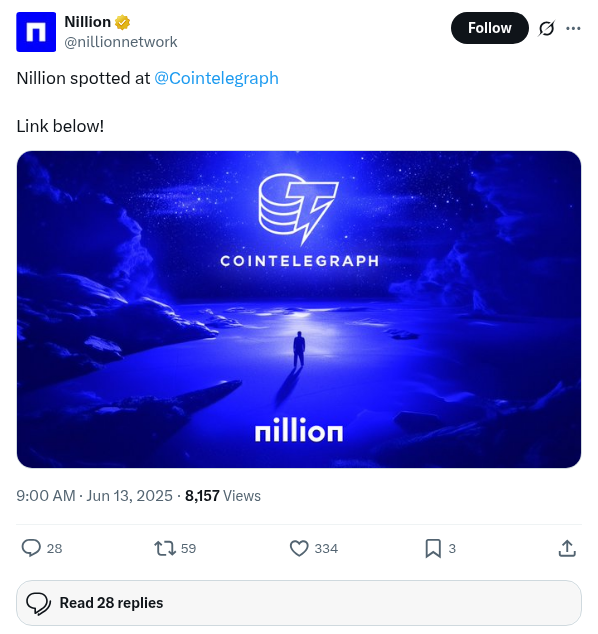 Nillion
@nillionnetwork
Follow
Nillion spotted at @Cointelegraph
Link below!
COINTELEGRAPH
nillion
9:00 AM · Jun 13, 2025 · 8,157 Views
28 59 334 3
Read 28 replies